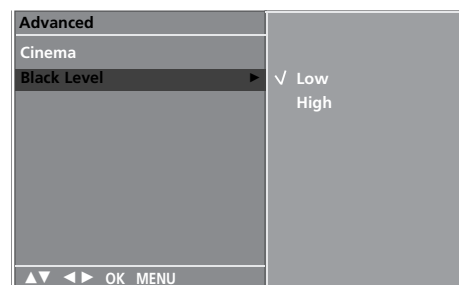 Advanced
Cinema
Black Level ►
√ Low
High
▲▼ ◄► OK MENU